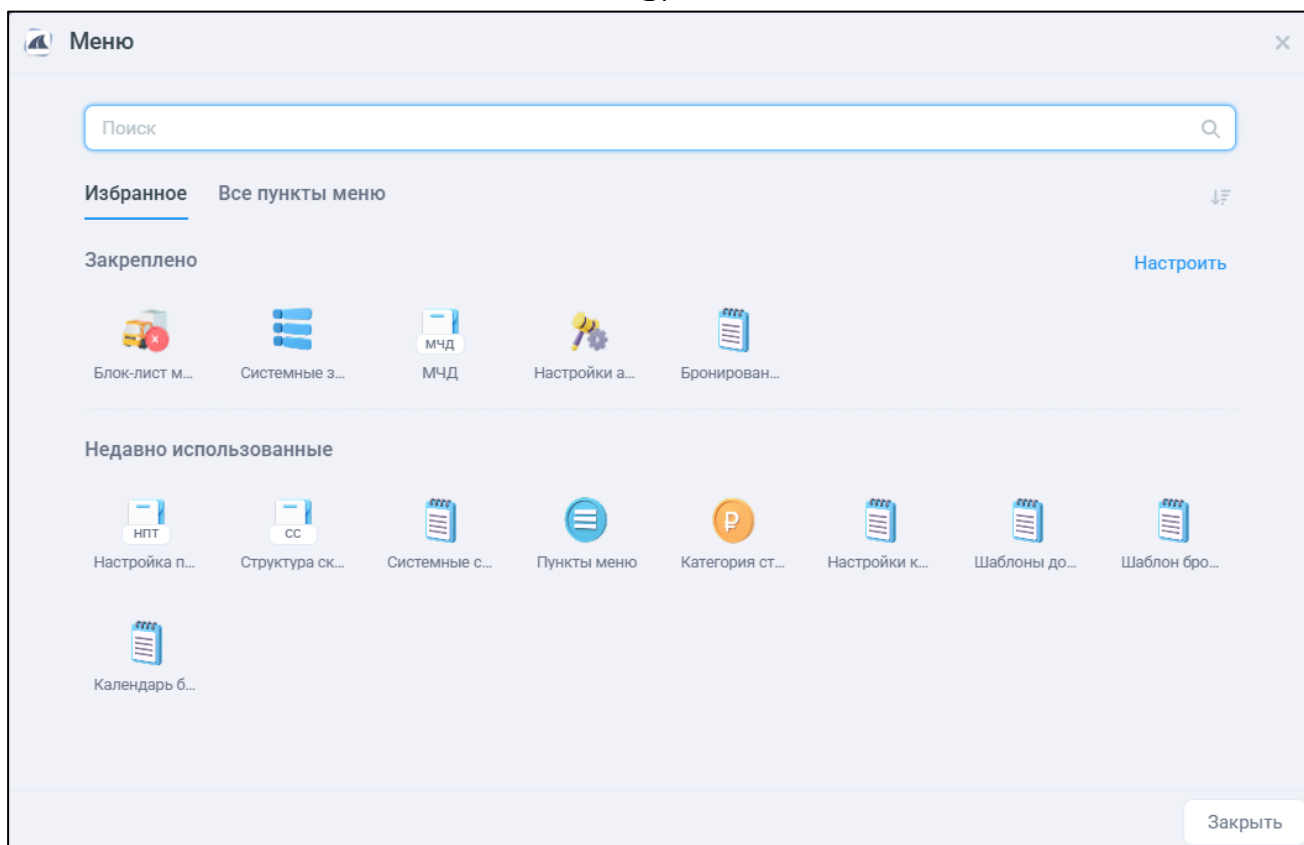 Меню
Поиск
Избранное Все пункты меню
Закреплено Настроить
МЧД
Блок-лист м... Системные з... МЧД Настройки а... Бронирован...
Недавно использованные
НПТ СС
Настройка п... Структура ск... Системные с... Пункты меню Категория ст... Настройки к... Шаблоны до... Шаблон бро...
Календарь б...
Закрыть